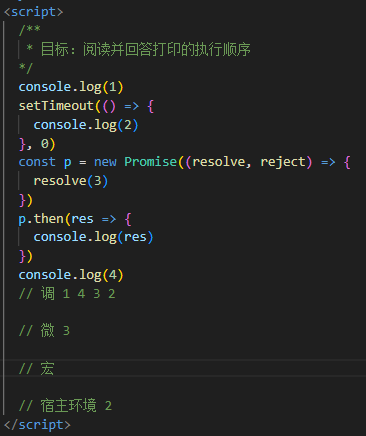 <script>
/**
* 目标：阅读并回答打印的执行顺序
*/
console.log(1)
setTimeout(() => {
console.log(2)
}, 0)
const p = new Promise((resolve, reject) => {
resolve(3)
})
p.then(res => {
console.log(res)
})
console.log(4)
// 调 1 4 3 2
// 微 3
// 宏
// 宿主环境 2
</script>